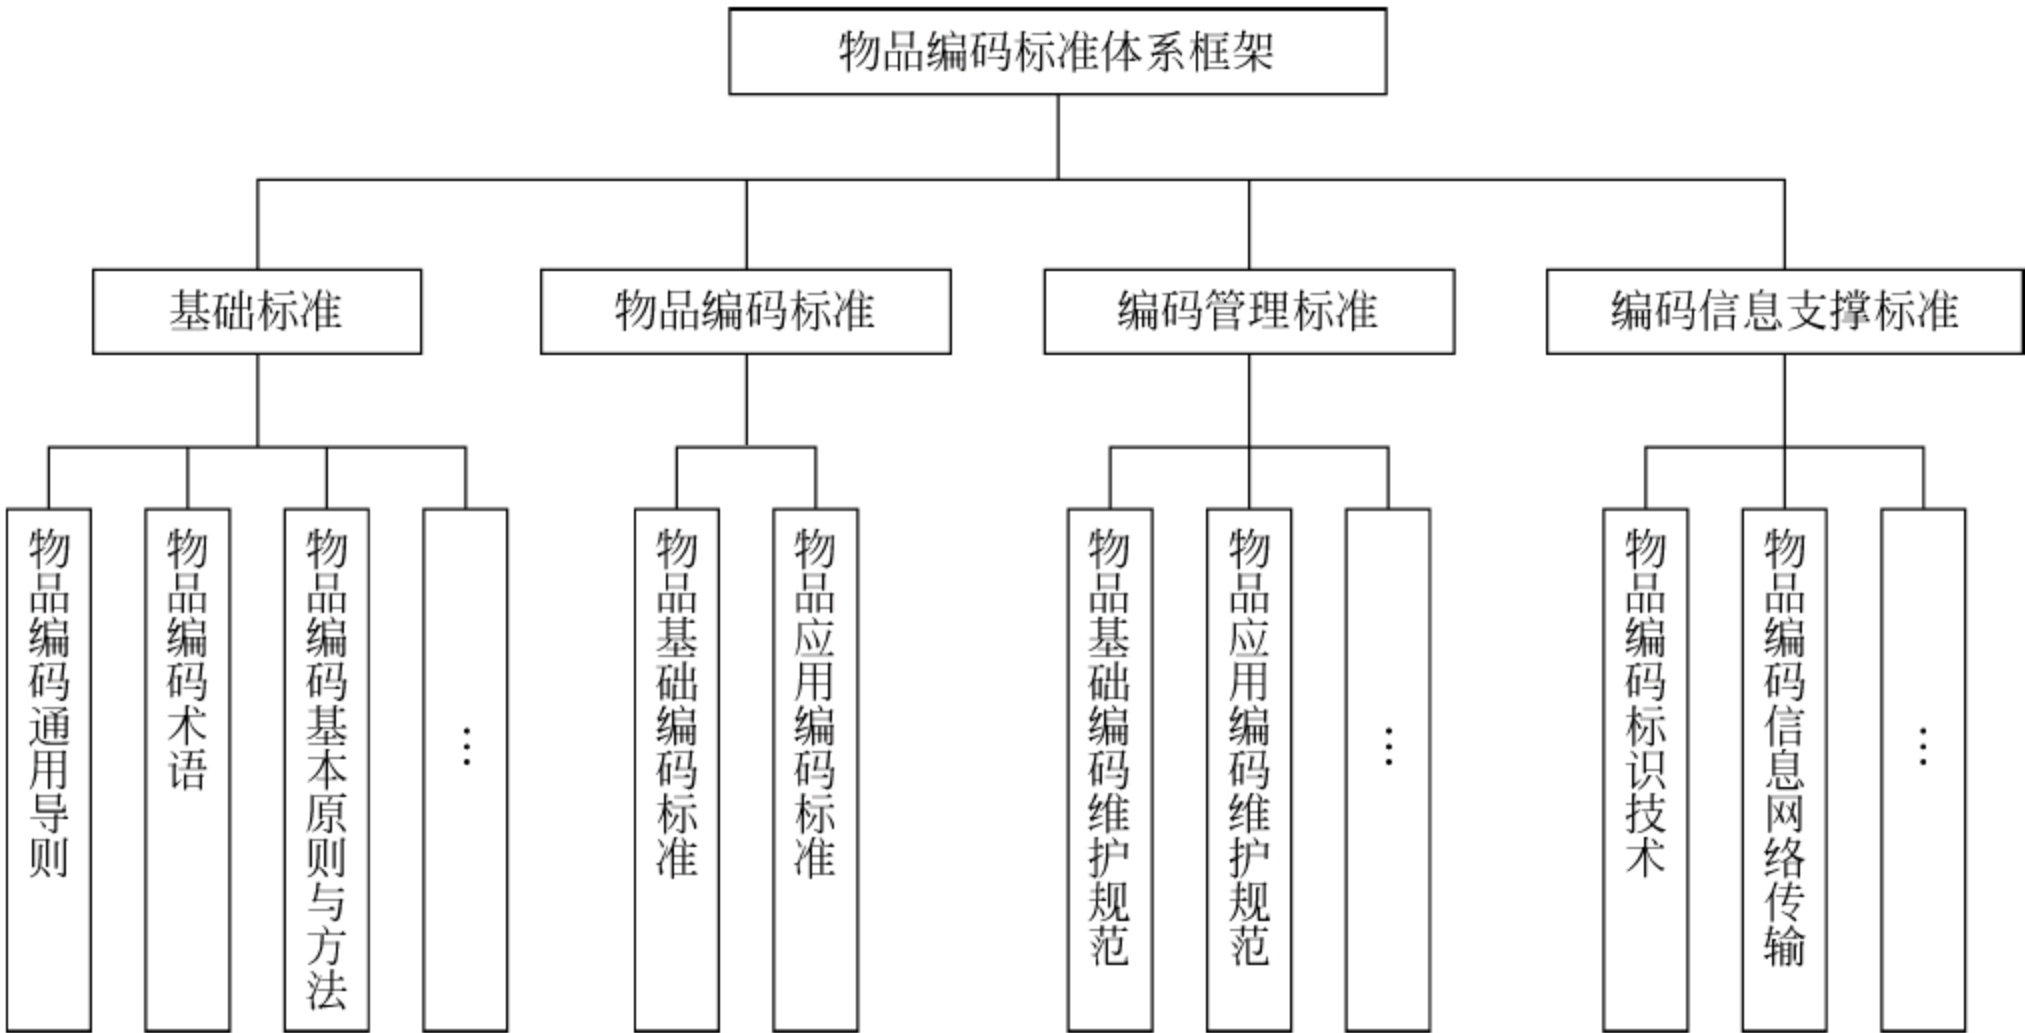 物品编码标准体系框架
基础标准
物品编码标准
编码管理标准
编码信息支撑标准
物品编码通用导则
物品编码术语
物品编码基本原则与方法
…
物品基础编码标准
物品应用编码标准
物品基础编码维护规范
物品应用编码维护规范
…
物品编码标识技术
物品编码信息网络传输
…